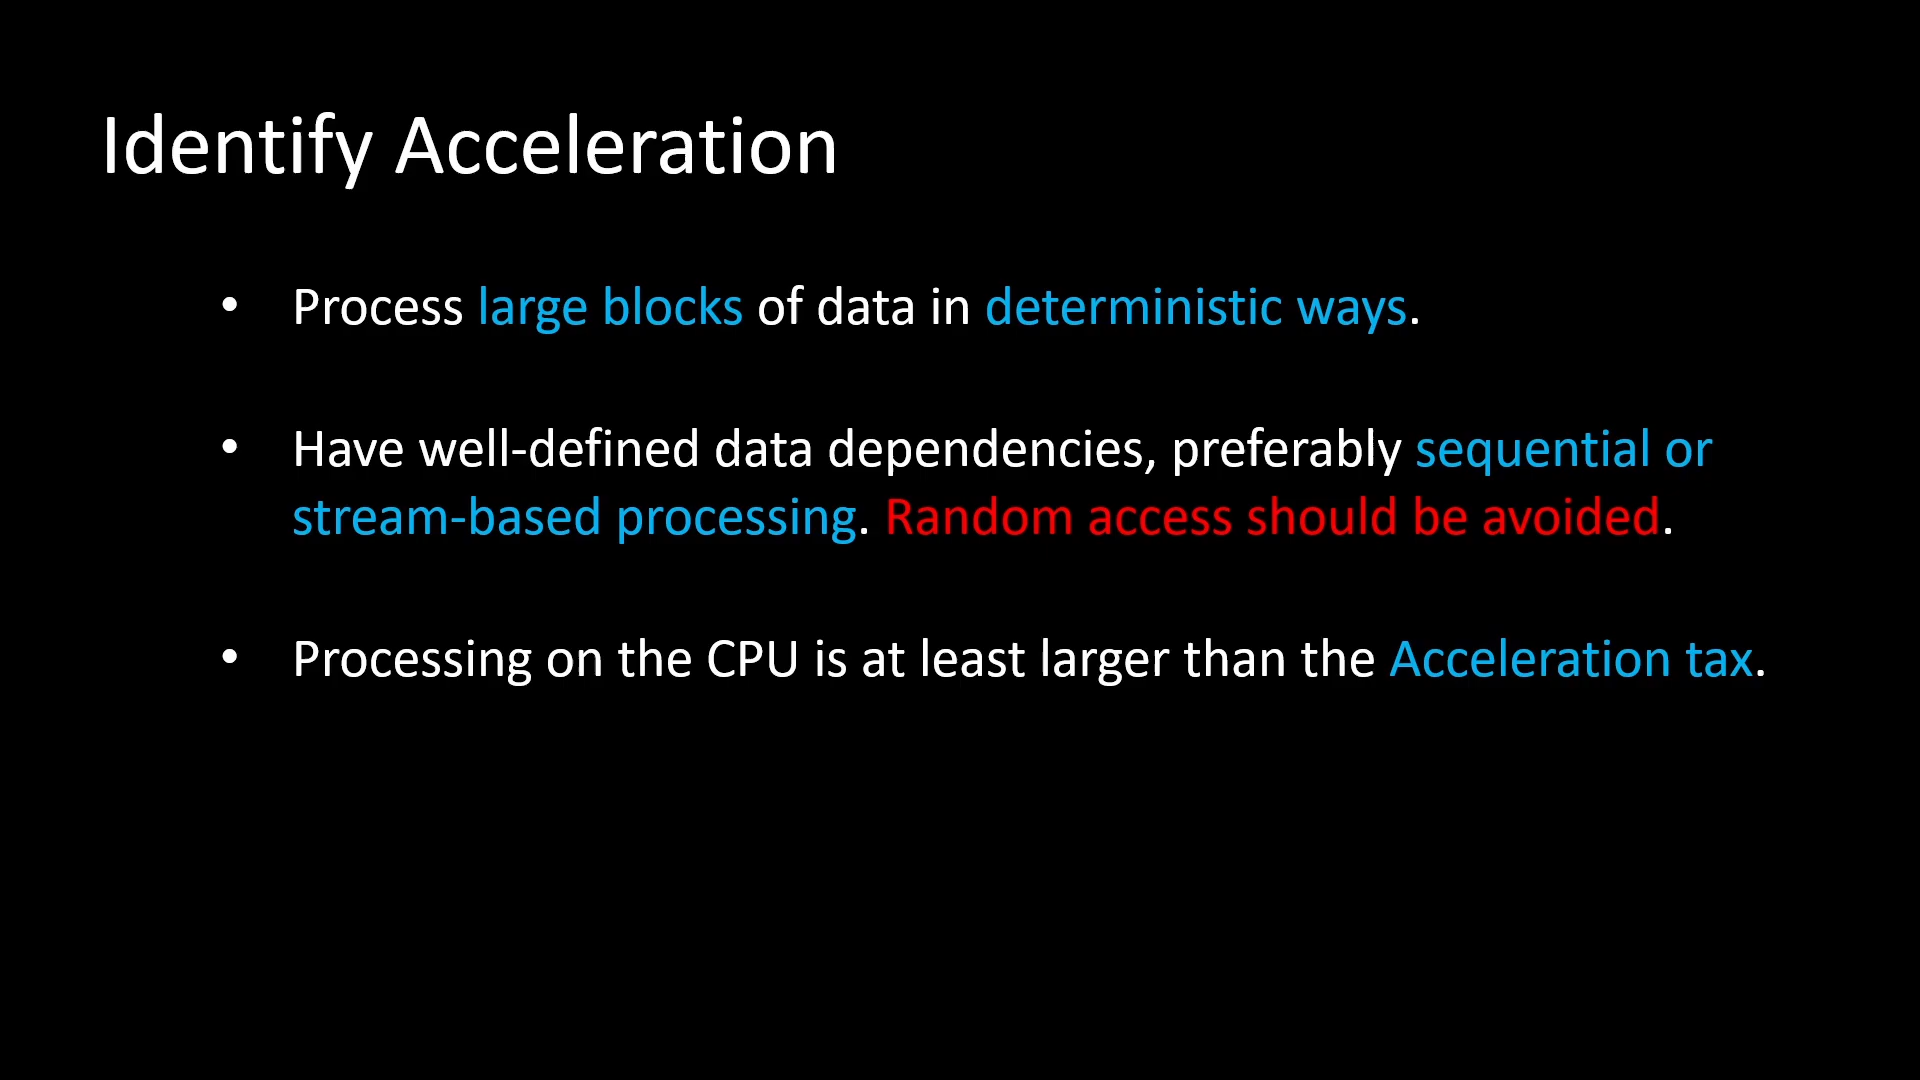 Identify Acceleration
• Process large blocks of data in deterministic ways.
• Have well-defined data dependencies, preferably sequential or
stream-based processing. Random access should be avoided.
• Processing on the CPU is at least larger than the Acceleration tax.